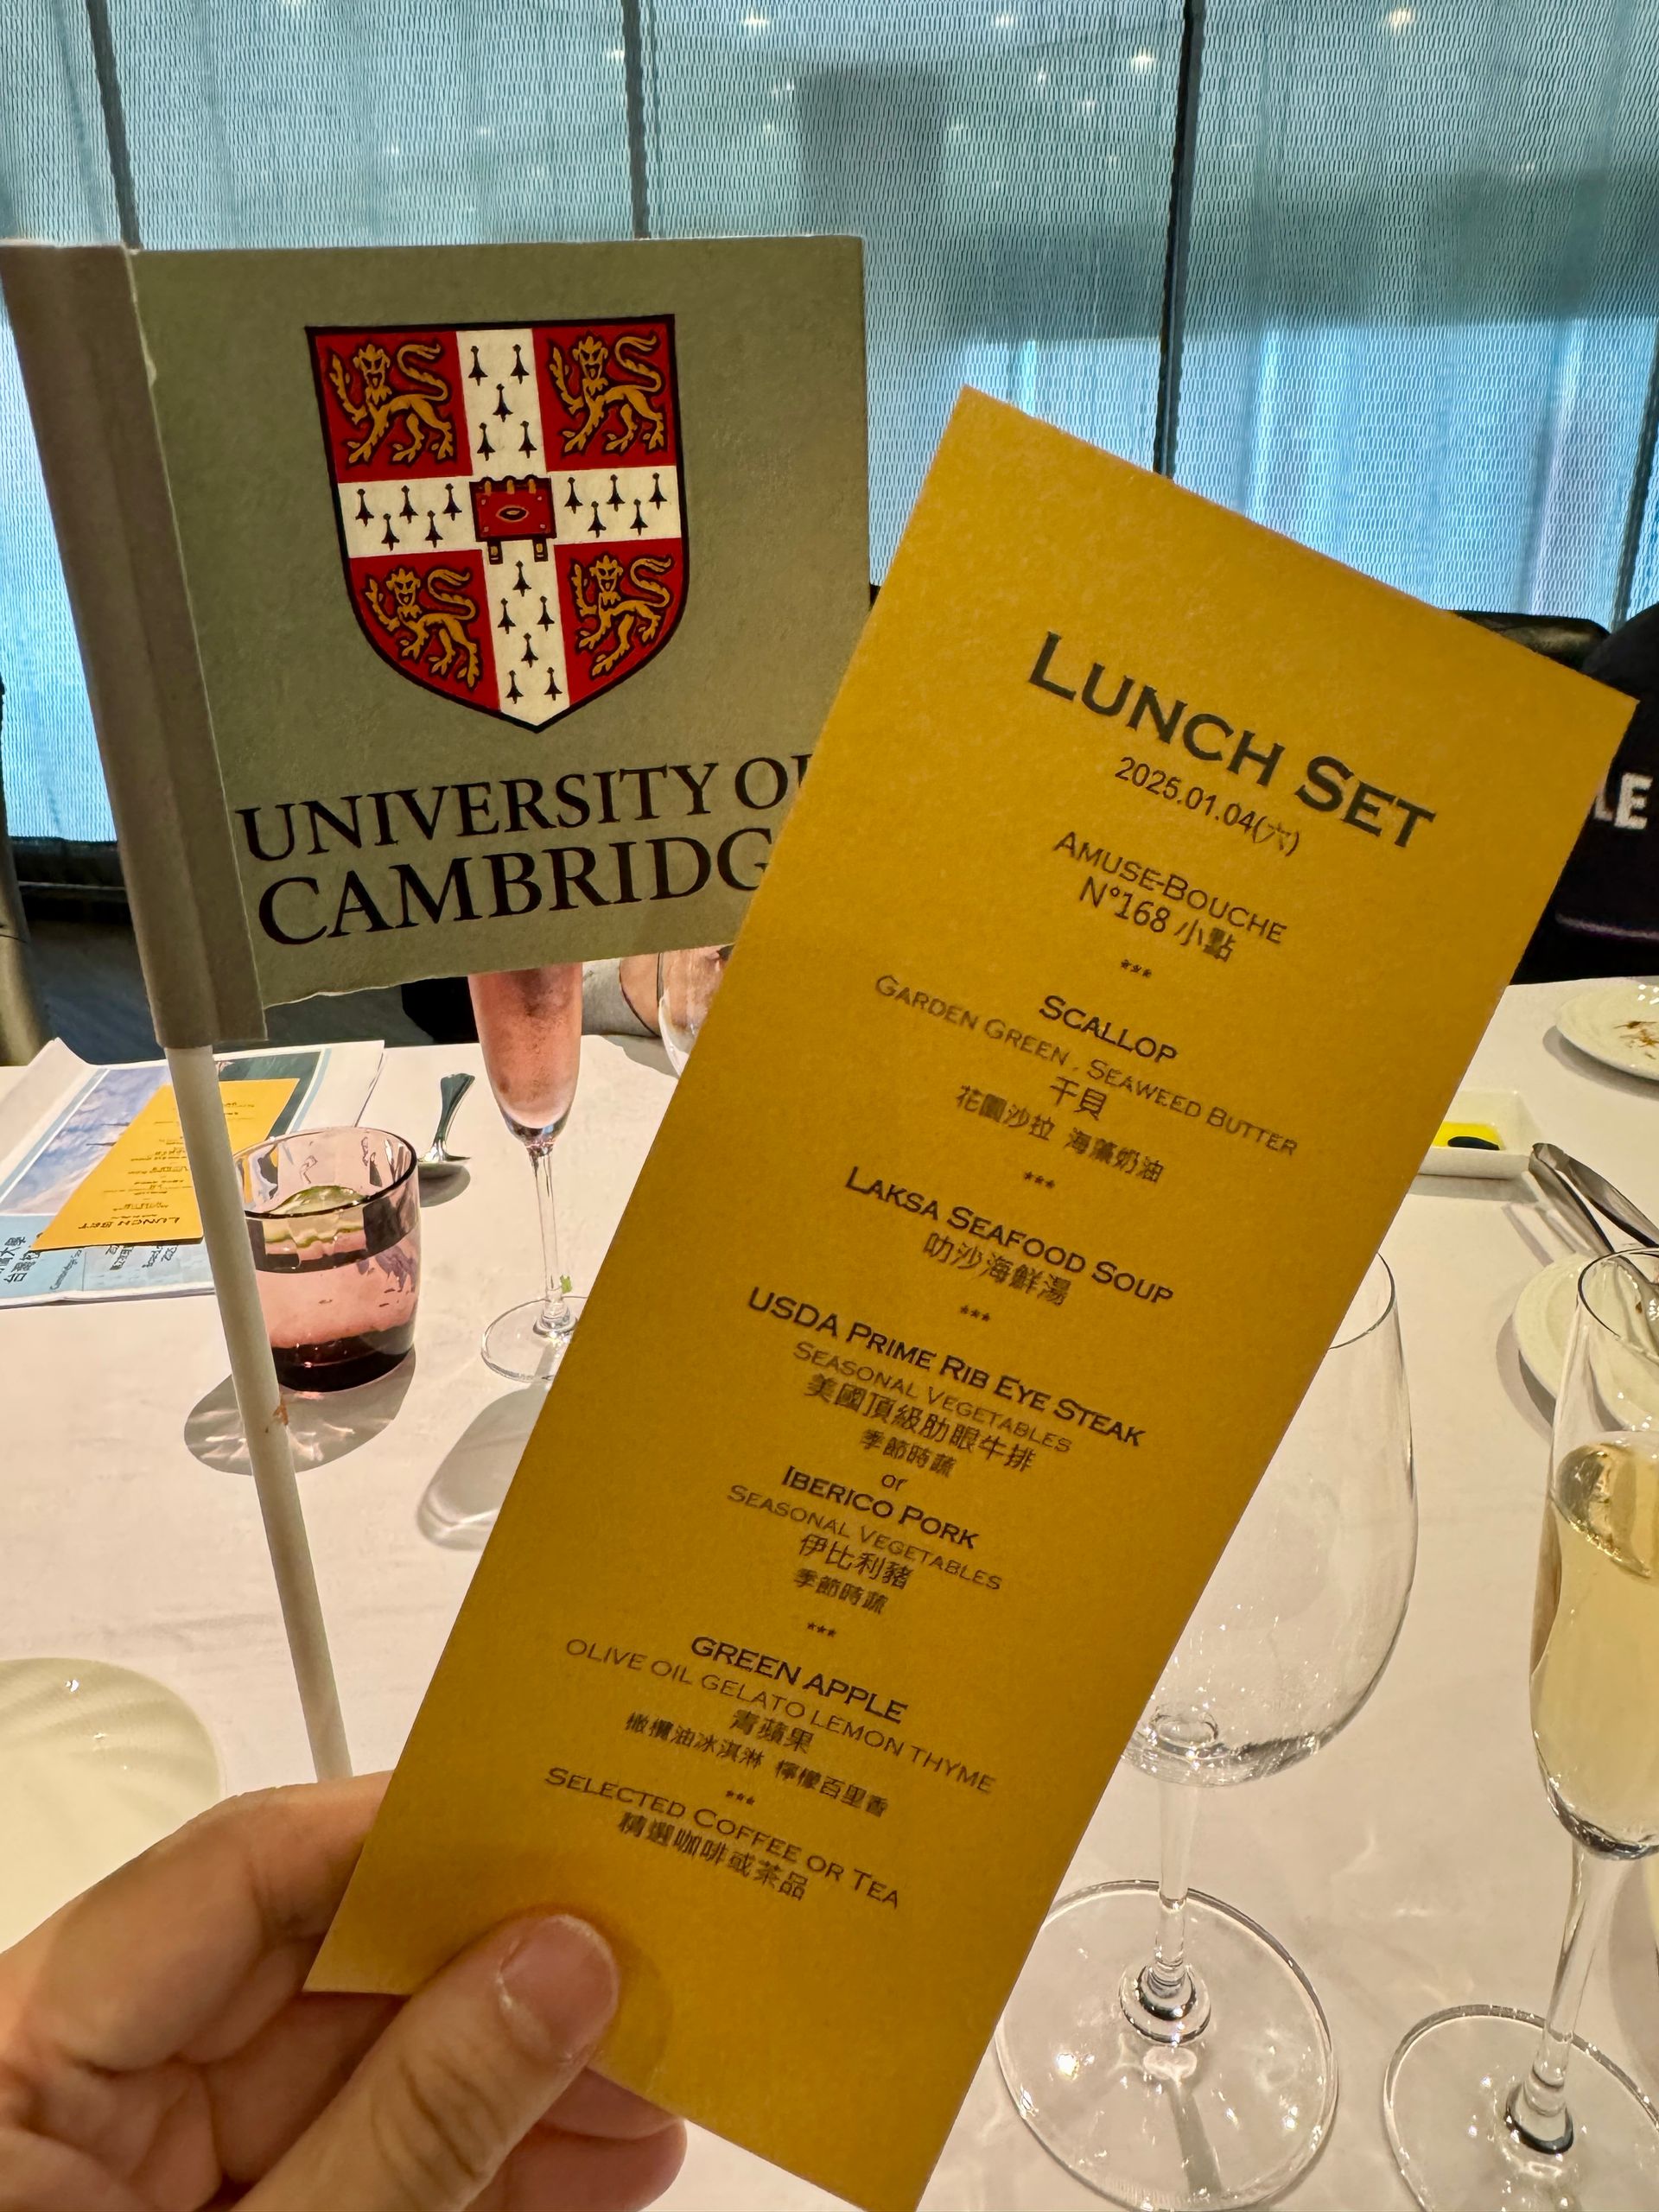 UNIVERSITY OF
CAMBRIDG
LUNCH SET
2025.01.04(六)
AMUSE-BOUCHE
N°168 小點
***
SCALLOP
GARDEN GREEN , SEAWEED BUTTER
干貝
花園沙拉 海藻奶油
***
LAKSA SEAFOOD SOUP
叻沙海鮮湯
***
USDA PRIME RIB EYE STEAK
SEASONAL VEGETABLES
美國頂級肋眼牛排
季節時蔬
or
IBERICO PORK
SEASONAL VEGETABLES
伊比利豬
季節時蔬
***
GREEN APPLE
OLIVE OIL GELATO LEMON THYME
青蘋果
橄欖油冰淇淋 檸檬百里香
***
SELECTED COFFEE OR TEA
精選咖啡或茶品
LE
LUNCH SET